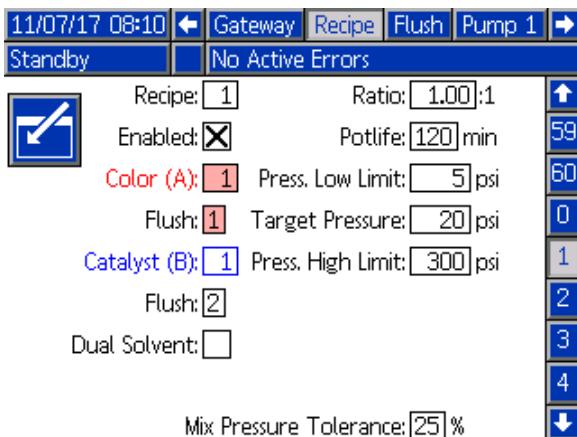 11/07/17 08:10 Gateway Recipe Flush Pump 1
Standby No Active Errors
Recipe: 1 Ratio: 1.00:1
Enabled: Potlife: 120 min 59
Color (A): 1 Press. Low Limit: 5 psi 60
Flush: 1 Target Pressure: 20 psi 0
Catalyst (B): 1 Press. High Limit: 300 psi 1
Flush: 2 2
Dual Solvent: 3
4
Mix Pressure Tolerance: 25 %